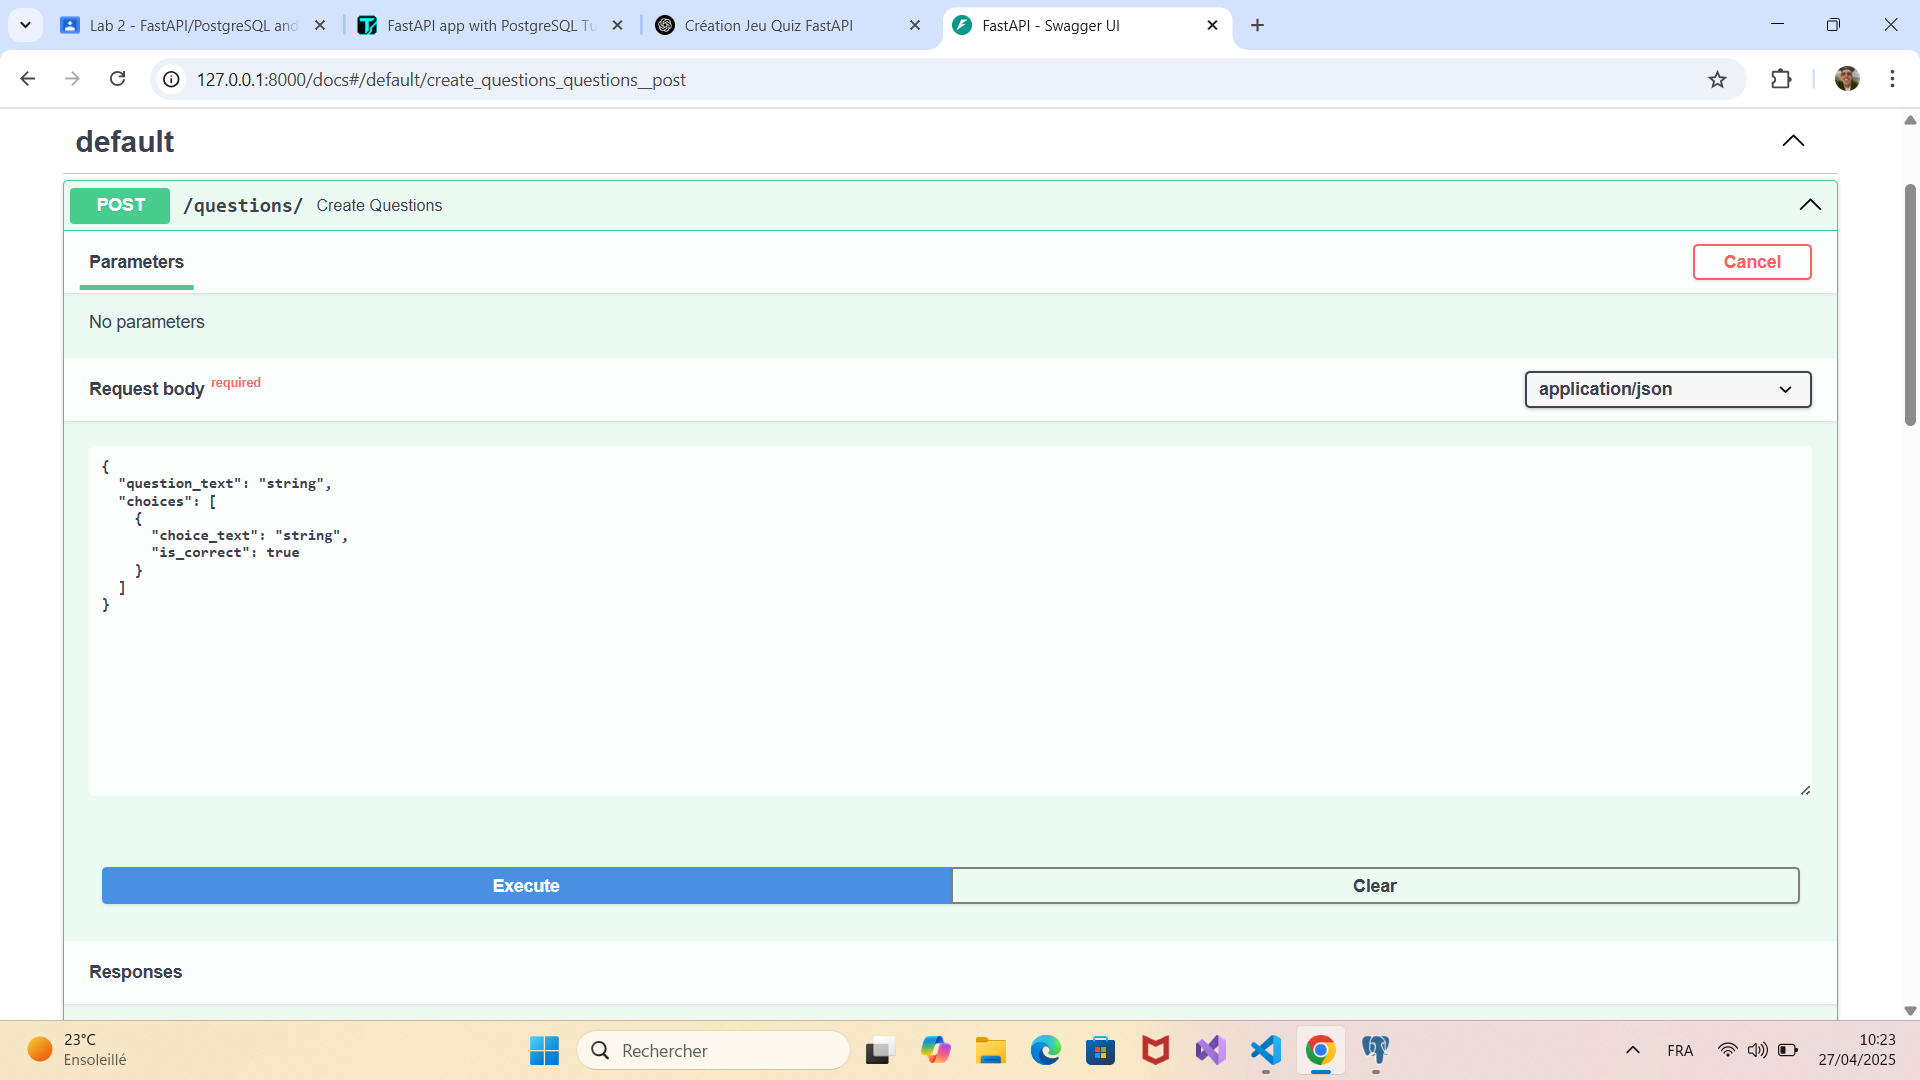 Lab 2 - FastAPI/PostgreSQL and
FastAPI app with PostgreSQL Tu
Création Jeu Quiz FastAPI
FastAPI - Swagger UI
127.0.0.1:8000/docs#/default/create_questions_questions__post
default
POST /questions/ Create Questions
Parameters
Cancel
No parameters
Request body required
application/json
{
  "question_text": "string",
  "choices": [
    {
      "choice_text": "string",
      "is_correct": true
    }
  ]
}
Execute
Clear
Responses
23°C
Ensoleillé
Rechercher
FRA
10:23
27/04/2025